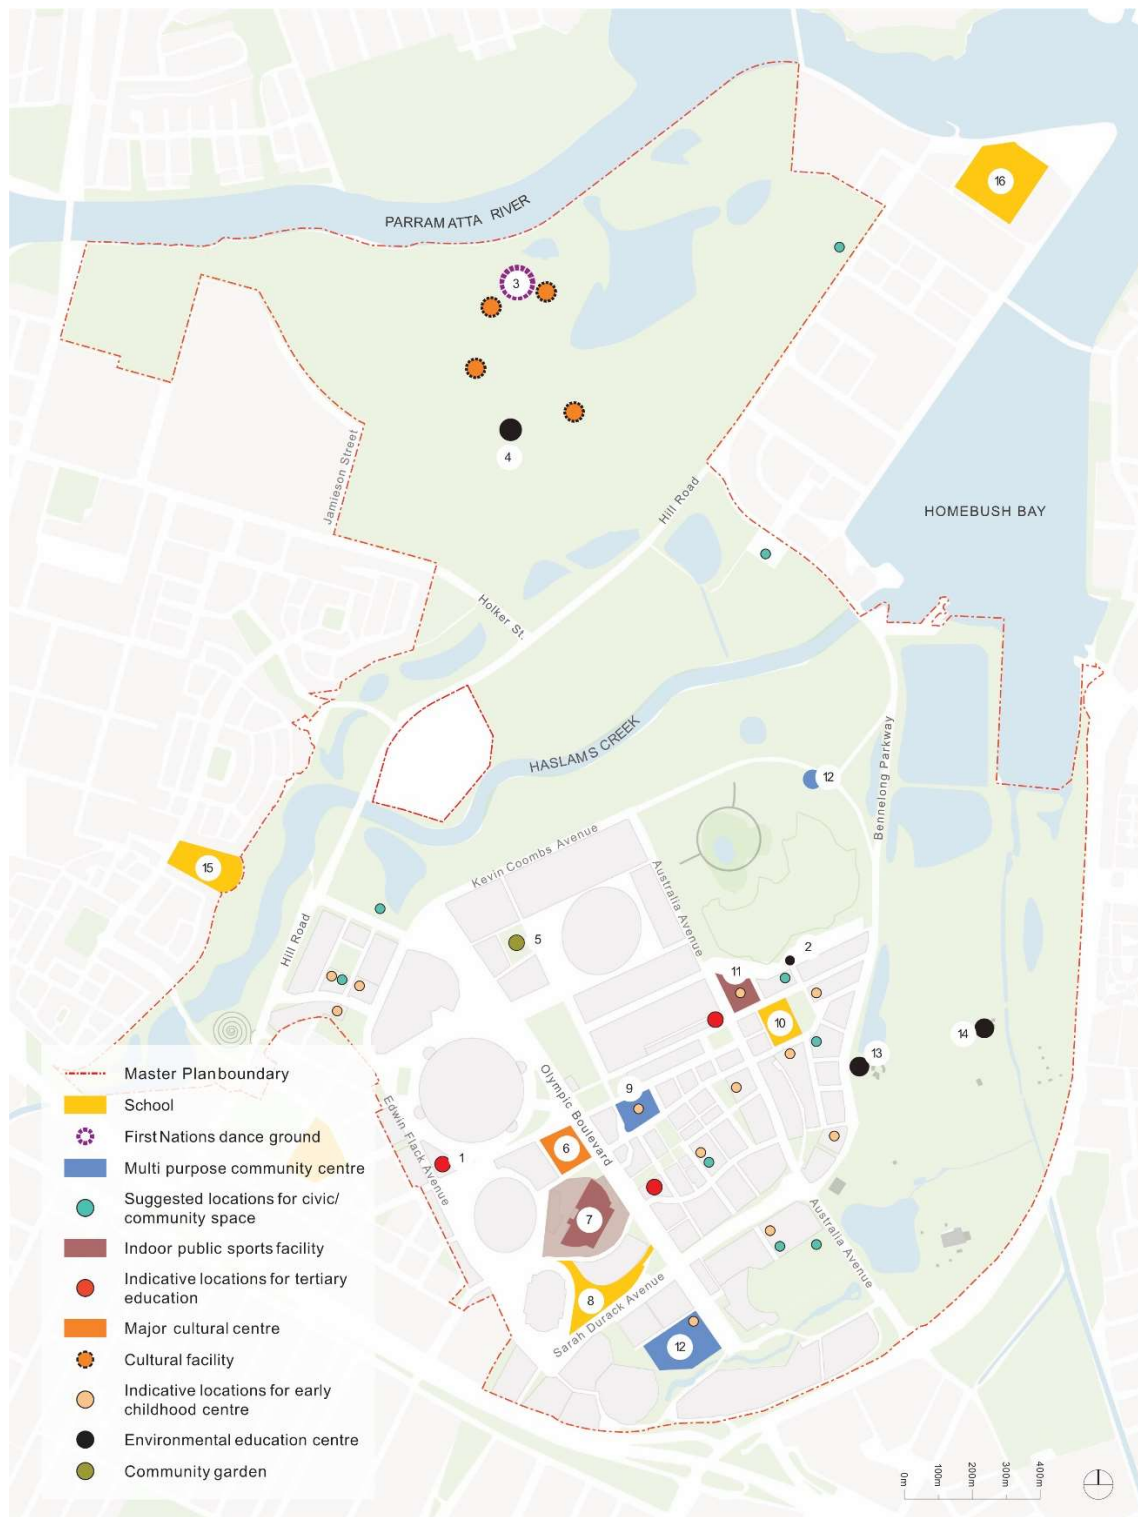 16
PARRAMATTA RIVER
3
4
Jamieson Street
Hill Road
HOMEBUSH BAY
Holker St.
HASLAMS CREEK
Bennelong Parkway
12
15
Kevin Coombs Avenue
Australia Avenue
Hill Road
5
2
11
10
14
13
9
Olympic Boulevard
Edwin Flack Avenue
1
6
7
Australia Avenue
8
Sarah Durack Avenue
12
Master Plan boundary
School
First Nations dance ground
Multi purpose community centre
Suggested locations for civic/
community space
Indoor public sports facility
Indicative locations for tertiary
education
Major cultural centre
Cultural facility
Indicative locations for early
childhood centre
Environmental education centre
Community garden
0m
100m
200m
300m
400m